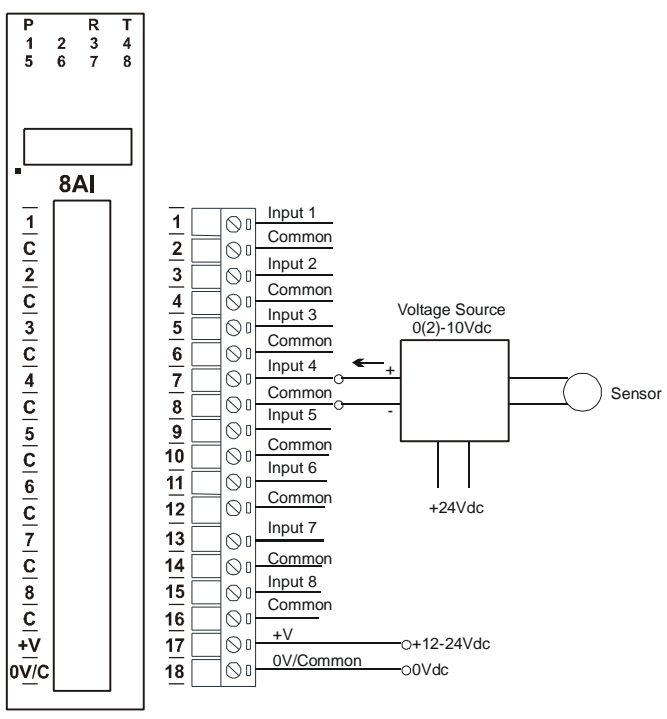 P R T
1 2 3 4
5 6 7 8
8AI
1
C
2
C
3
C
4
C
5
C
6
C
7
C
8
C
+V
0V/C
1 Input 1
2 Common
3 Input 2
4 Common
5 Input 3
6 Common
7 Input 4
8 Common
9 Input 5
10 Common
11 Input 6
12 Common
13 Input 7
14 Common
15 Input 8
16 Common
17 +V +12-24Vdc
18 0V/Common 0Vdc
Voltage Source
0(2)-10Vdc
+
-
Sensor
+24Vdc